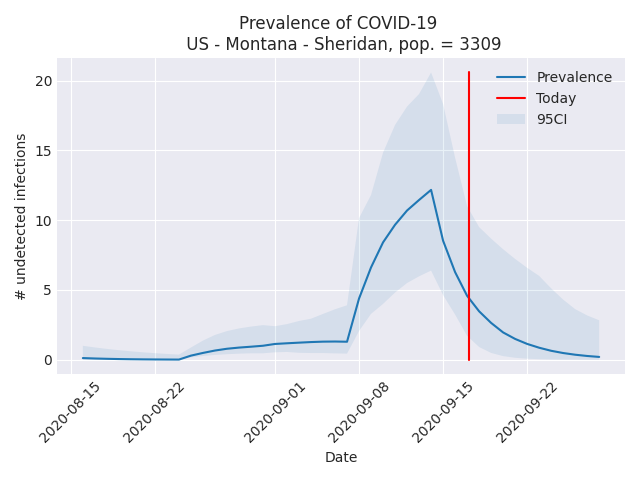 Prevalence of COVID-19
US - Montana - Sheridan, pop. = 3309
# undetected infections
20
15
10
5
0
Prevalence
Today
95CI
2020-08-15
2020-08-22
2020-09-01
2020-09-08
2020-09-15
2020-09-22
Date